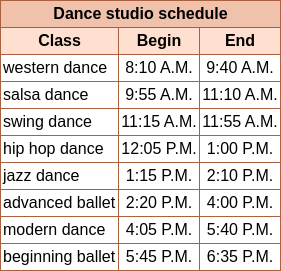 Dance studio schedule
Class Begin End
western dance 8:10 A.M. 9:40 A.M.
salsa dance 9:55 A.M. 11:10 A.M.
swing dance 11:15 A.M. 11:55 A.M.
hip hop dance 12:05 P.M. 1:00 P.M.
jazz dance 1:15 P.M. 2:10 P.M.
advanced ballet 2:20 P.M. 4:00 P.M.
modern dance 4:05 P.M. 5:40 P.M.
beginning ballet 5:45 P.M. 6:35 P.M.